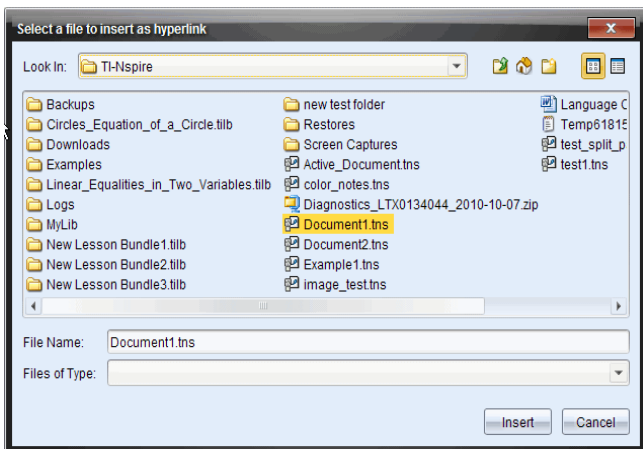 Select a file to insert as hyperlink
Look In: TI-Nspire
Backups
Circles_Equation_of_a_Circle.tilb
Downloads
Examples
Linear_Equalities_in_Two_Variables.tilb
Logs
MyLib
New Lesson Bundle1.tilb
New Lesson Bundle2.tilb
New Lesson Bundle3.tilb
new test folder
Restores
Screen Captures
Active_Document.tns
color_notes.tns
Diagnostics_LTX0134044_2010-10-07.zip
Document1.tns
Document2.tns
Example1.tns
image_test.tns
Language C
Temp61815
test_split_p
test1.tns
File Name: Document1.tns
Files of Type:
Insert Cancel